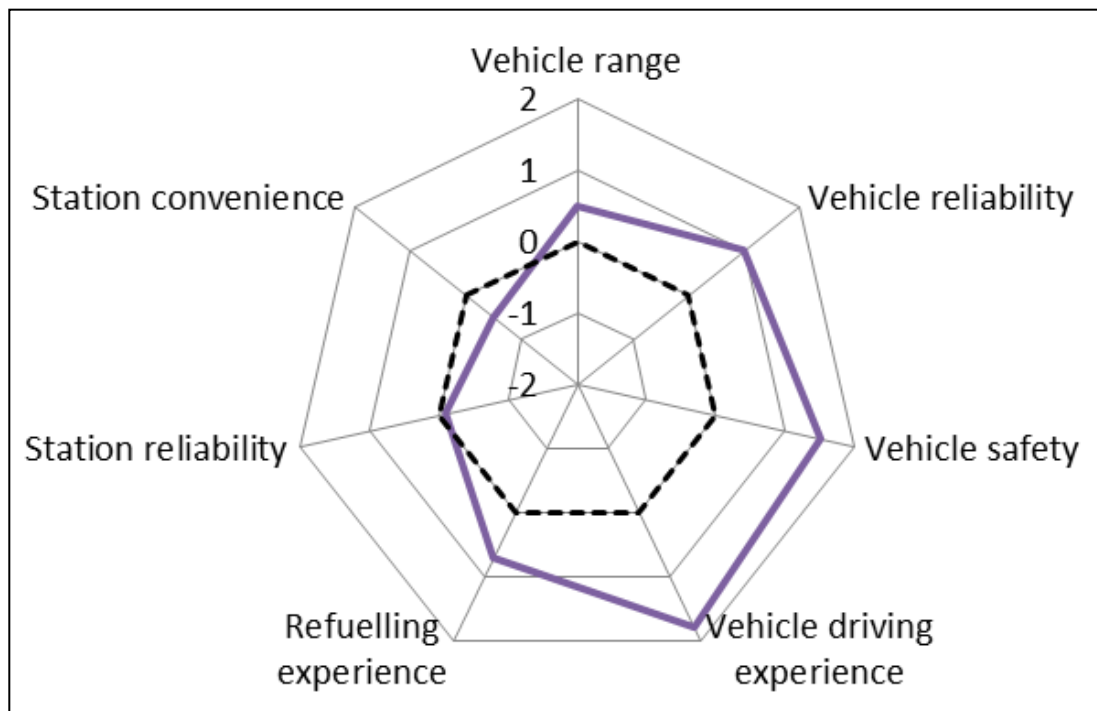 Vehicle range
2
Station convenience
1
Vehicle reliability
0
-1
-2
Station reliability
Vehicle safety
Refuelling
experience
Vehicle driving
experience